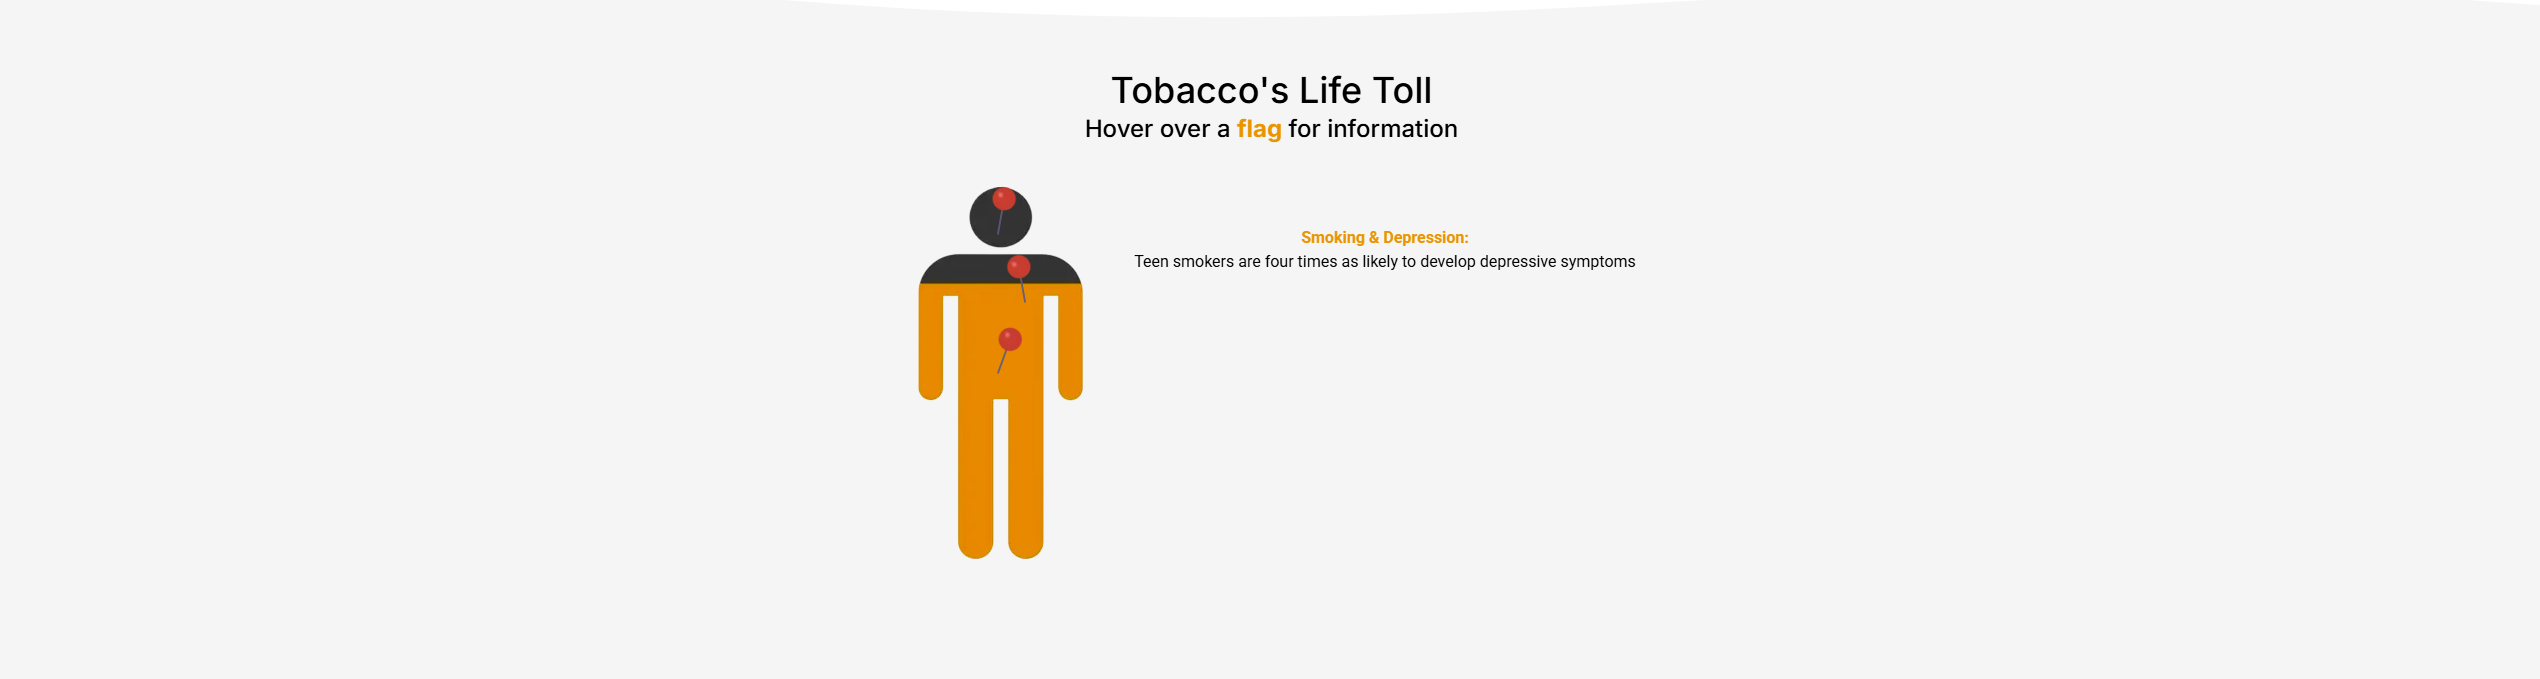 Tobacco's Life Toll
Hover over a flag for information
Smoking & Depression:
Teen smokers are four times as likely to develop depressive symptoms